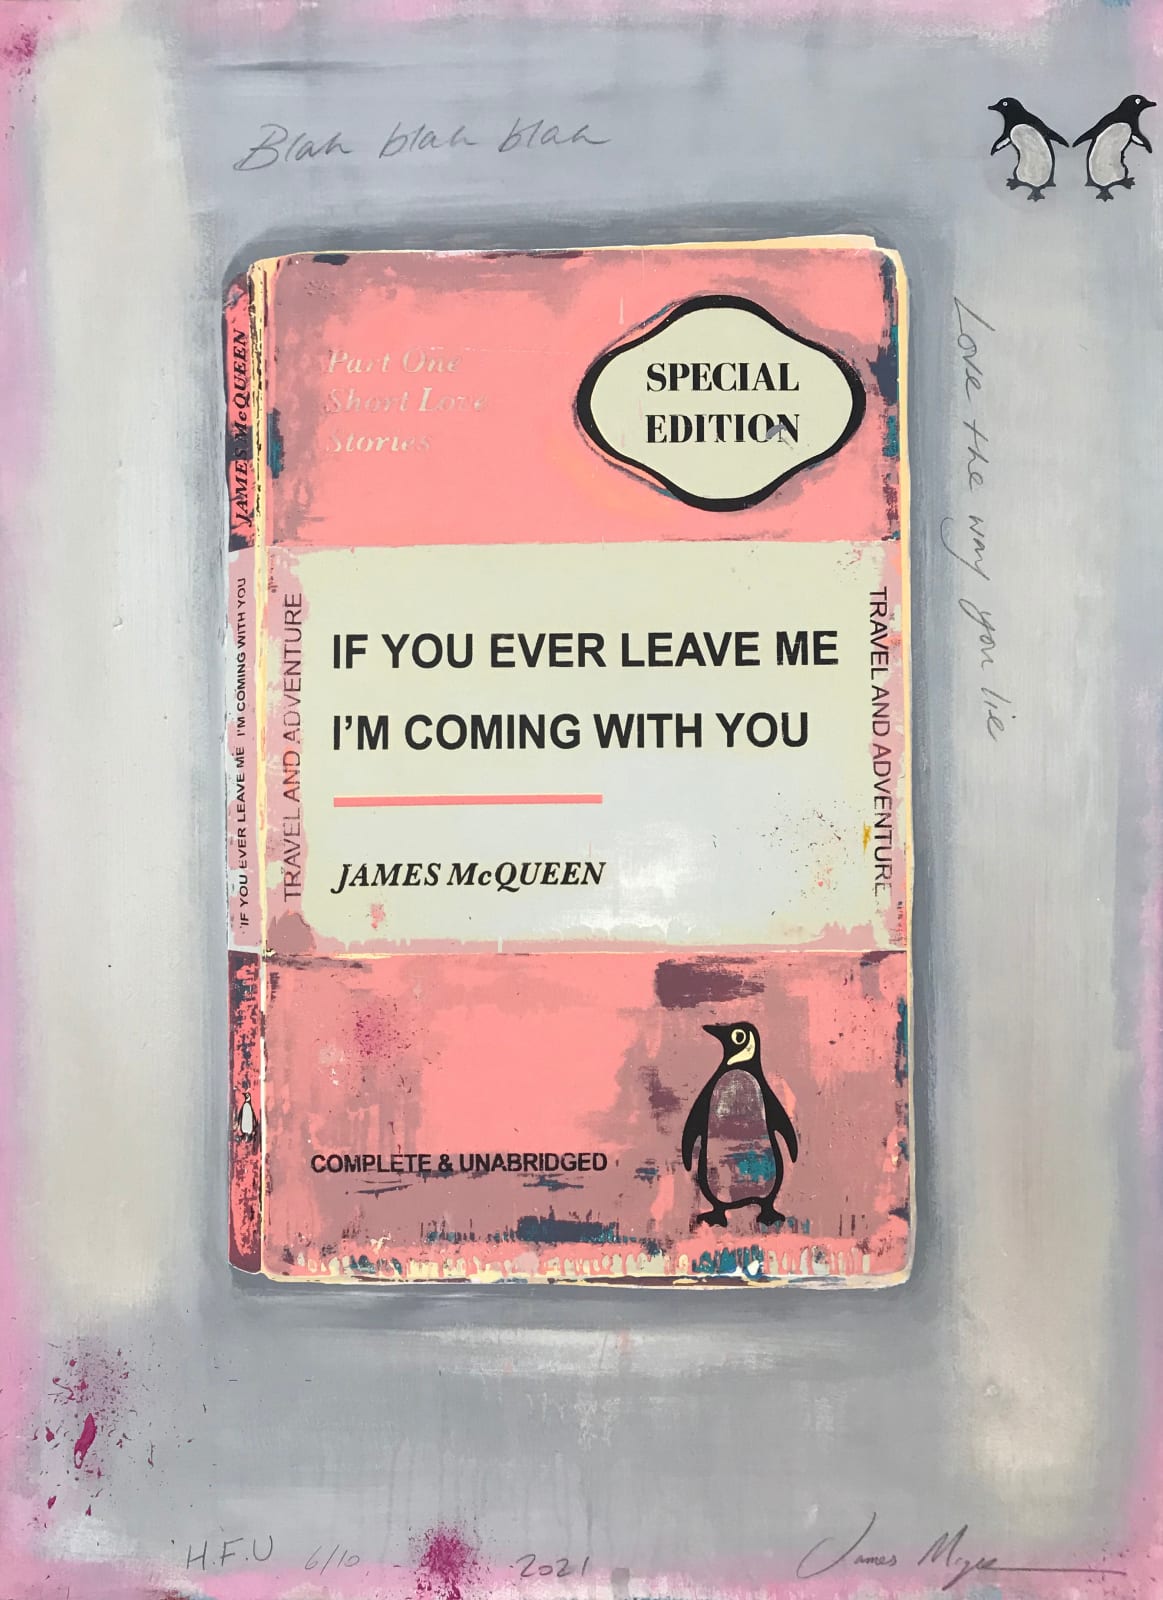 Blah blah blah
Part One
Short Love
Stories
SPECIAL
EDITION
JAMES McQUEEN
IF YOU EVER LEAVE ME I'M COMING WITH YOU
TRAVEL AND ADVENTURE
IF YOU EVER LEAVE ME
I'M COMING WITH YOU
JAMES McQUEEN
TRAVEL AND ADVENTURE
Love the way you lie
COMPLETE & UNABRIDGED
H.F.U 6/10 2021 James